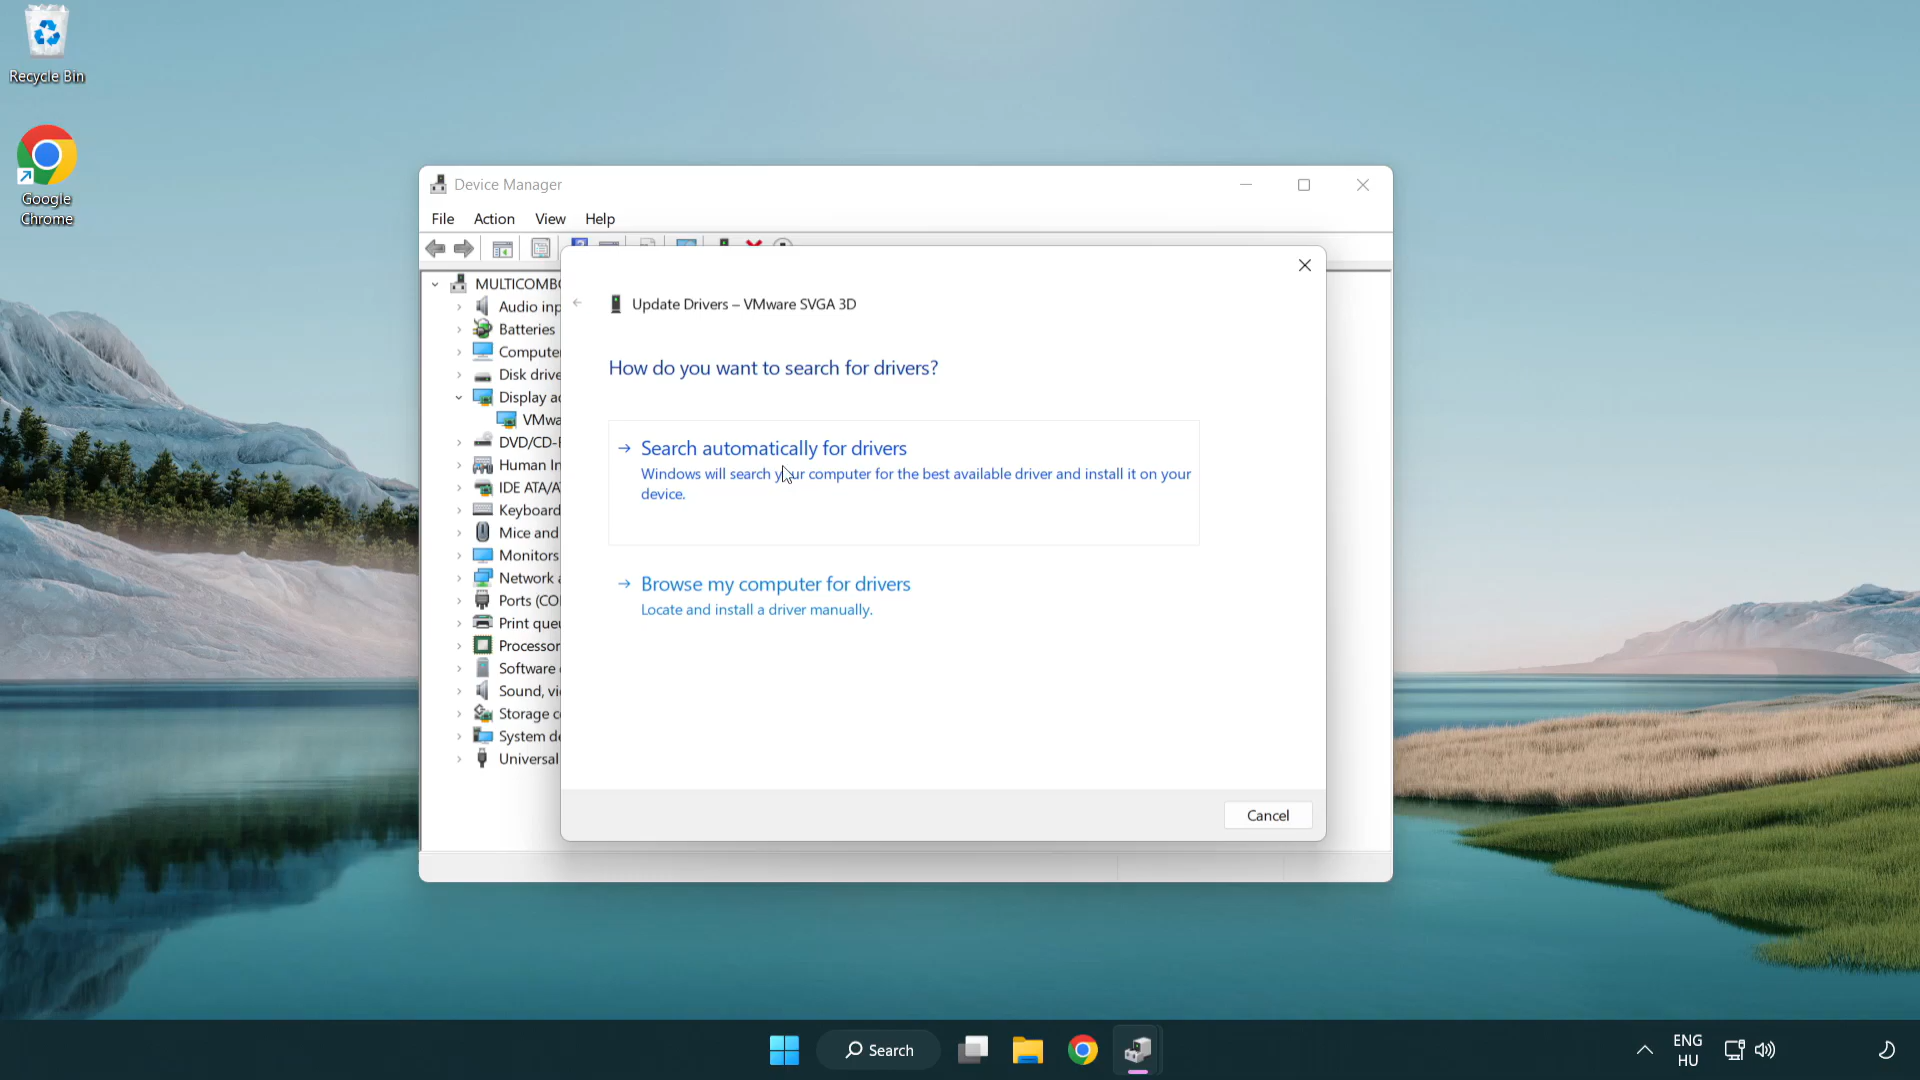 Recycle Bin
Google
Chrome
Device Manager
File Action View Help
MULTICOMBO
Audio inp
Batteries
Compute
Disk drive
Display ad
VMwa
DVD/CD-R
Human In
IDE ATA/A
Keyboard
Mice and
Monitors
Network a
Ports (CO
Print que
Processor
Software
Sound, vi
Storage c
System de
Universal
Update Drivers – VMware SVGA 3D
How do you want to search for drivers?
Search automatically for drivers
Windows will search your computer for the best available driver and install it on your
device.
Browse my computer for drivers
Locate and install a driver manually.
Cancel
Search
ENG
HU